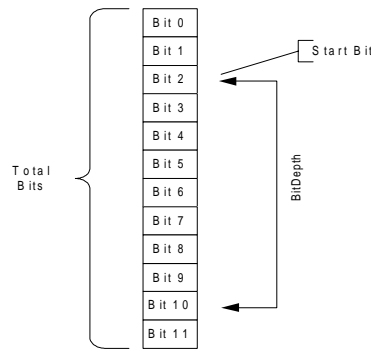 Bit 0
Bit 1
Start Bit
Bit 2
Bit 3
Bit 4
Bit 5
Total
Bits
Bit 6
BitDepth
Bit 7
Bit 8
Bit 9
Bit 10
Bit 11